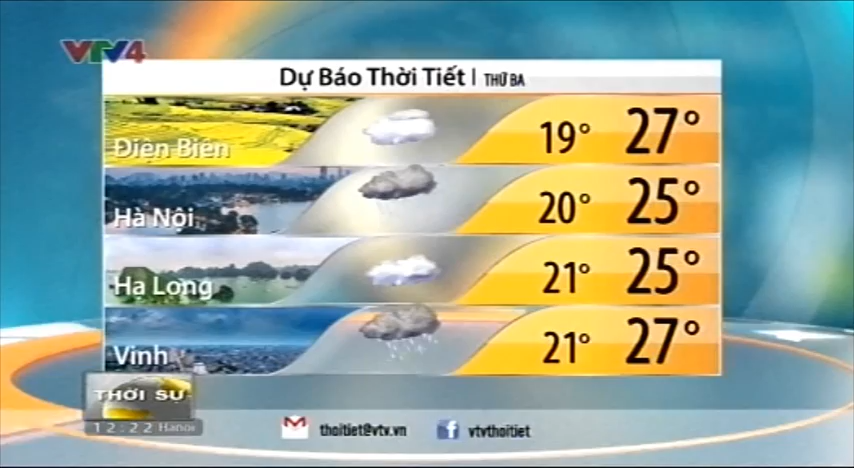 VTV4
Dự Báo Thời Tiết | THỨ BA
Điện Biên 19° 27°
Hà Nội 20° 25°
Hạ Long 21° 25°
Vinh 21° 27°
THỜI SỰ
12:22 Hanoi
thoitiet@vtv.vn vtvthoitiet